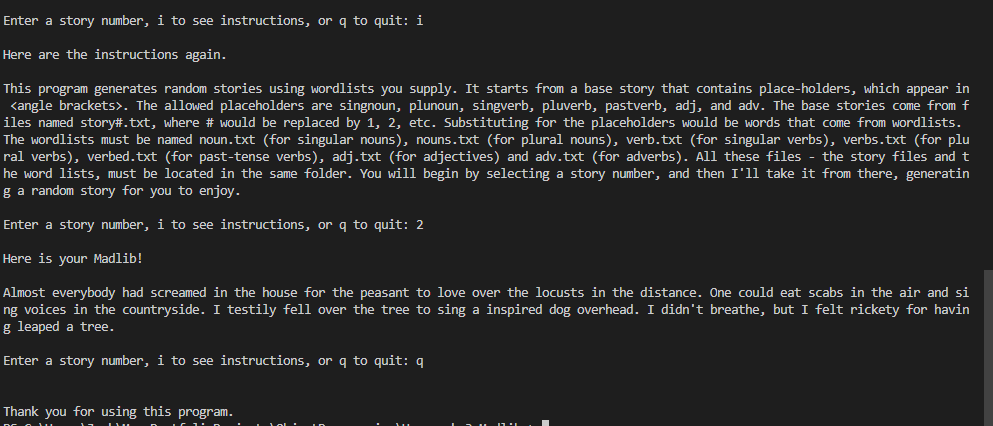 Enter a story number, i to see instructions, or q to quit: i
Here are the instructions again.
This program generates random stories using wordlists you supply. It starts from a base story that contains place-holders, which appear in
<angle brackets>. The allowed placeholders are singnoun, plunoun, singverb, pluverb, pastverb, adj, and adv. The base stories come from f
iles named story#.txt, where # would be replaced by 1, 2, etc. Substituting for the placeholders would be words that come from wordlists.
The wordlists must be named noun.txt (for singular nouns), nouns.txt (for plural nouns), verb.txt (for singular verbs), verbs.txt (for plu
ral verbs), verbed.txt (for past-tense verbs), adj.txt (for adjectives) and adv.txt (for adverbs). All these files - the story files and t
he word lists, must be located in the same folder. You will begin by selecting a story number, and then I'll take it from there, generatin
g a random story for you to enjoy.
Enter a story number, i to see instructions, or q to quit: 2
Here is your Madlib!
Almost everybody had screamed in the house for the peasant to love over the locusts in the distance. One could eat scabs in the air and si
ng voices in the countryside. I testily fell over the tree to sing a inspired dog overhead. I didn't breathe, but I felt rickety for havin
g leaped a tree.
Enter a story number, i to see instructions, or q to quit: q
Thank you for using this program.